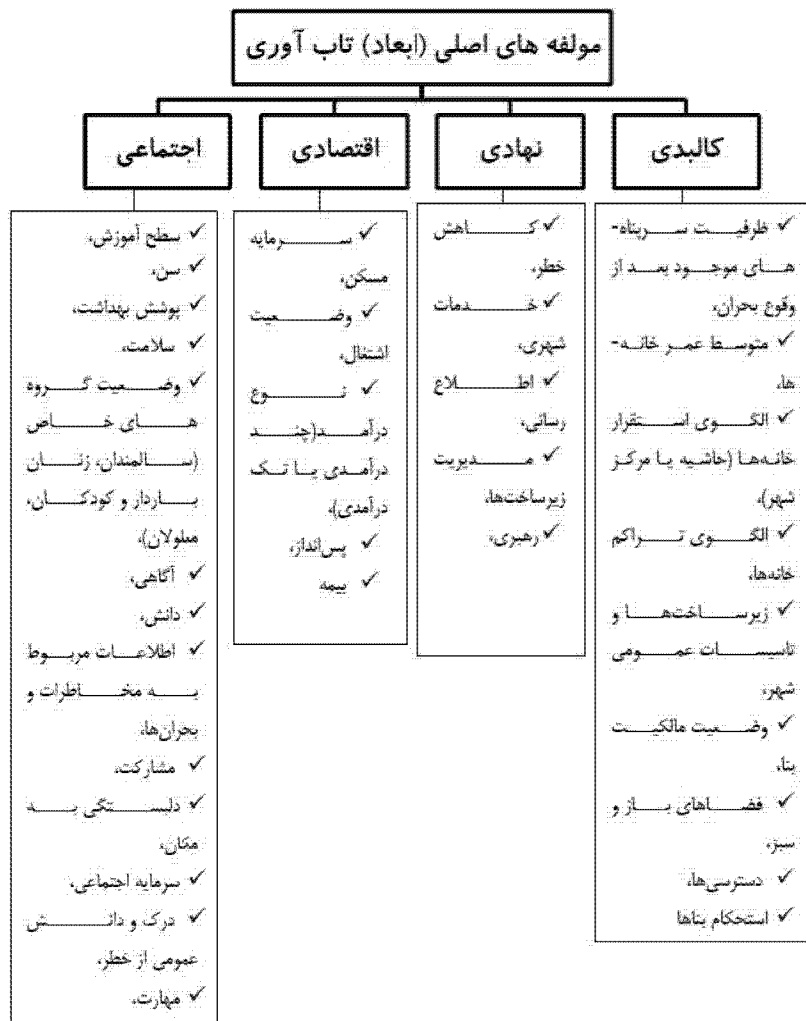 مولفه های اصلی (ابعاد) تاب آوری
کالبدی
نهادی
اقتصادی
اجتماعی
✓ ظرفیت سرپناه-
های موجود بعد از
وقوع بحران،
✓ متوسط عمر خانه-
ها،
✓ الگوی استقرار
خانه‌ها (حاشیه یا مرکز
شهر)،
✓ الگوی تراکم
خانه‌ها،
✓ زیرساخت‌ها و
تاسیسات عمومی
شهر،
✓ وضعیت مالکیت
بنا،
✓ فضاهای باز و
سبز،
✓ دسترسی‌ها،
✓ استحکام بناها
✓ کاهش
خطر،
✓ خدمات
شهری،
✓ اطلاع
رسانی،
✓ مدیریت
زیرساخت‌ها،
✓ رهبری،
✓ سرمایه
مسکن،
✓ وضعیت
اشتغال،
✓ نوع
درآمد(چند
درآمدی یا تک
درآمدی)،
✓ پس‌انداز،
✓ بیمه
✓ سطح آموزش،
✓ سن،
✓ پوشش بهداشت،
✓ سلامت،
✓ وضعیت گروه
های خاص
(سالمندان، زنان
باردار و کودکان،
معلولان)،
✓ آگاهی،
✓ دانش،
✓ اطلاعات مربوط
به مخاطرات و
بحران‌ها،
✓ مشارکت،
✓ دلبستگی به
مکان،
✓ سرمایه اجتماعی،
✓ درک و دانش
عمومی از خطر،
✓ مهارت،